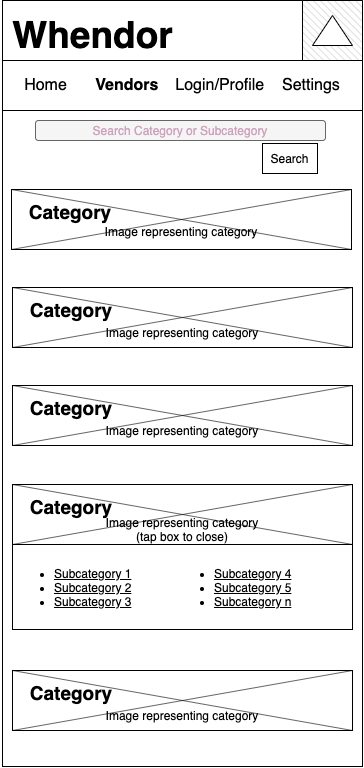 Whendor
Home Vendors Login/Profile Settings
Search Category or Subcategory
Search
Category
Image representing category
Category
Image representing category
Category
Image representing category
Category
Image representing category
(tap box to close)
• Subcategory 1
• Subcategory 2
• Subcategory 3
• Subcategory 4
• Subcategory 5
• Subcategory n
Category
Image representing category